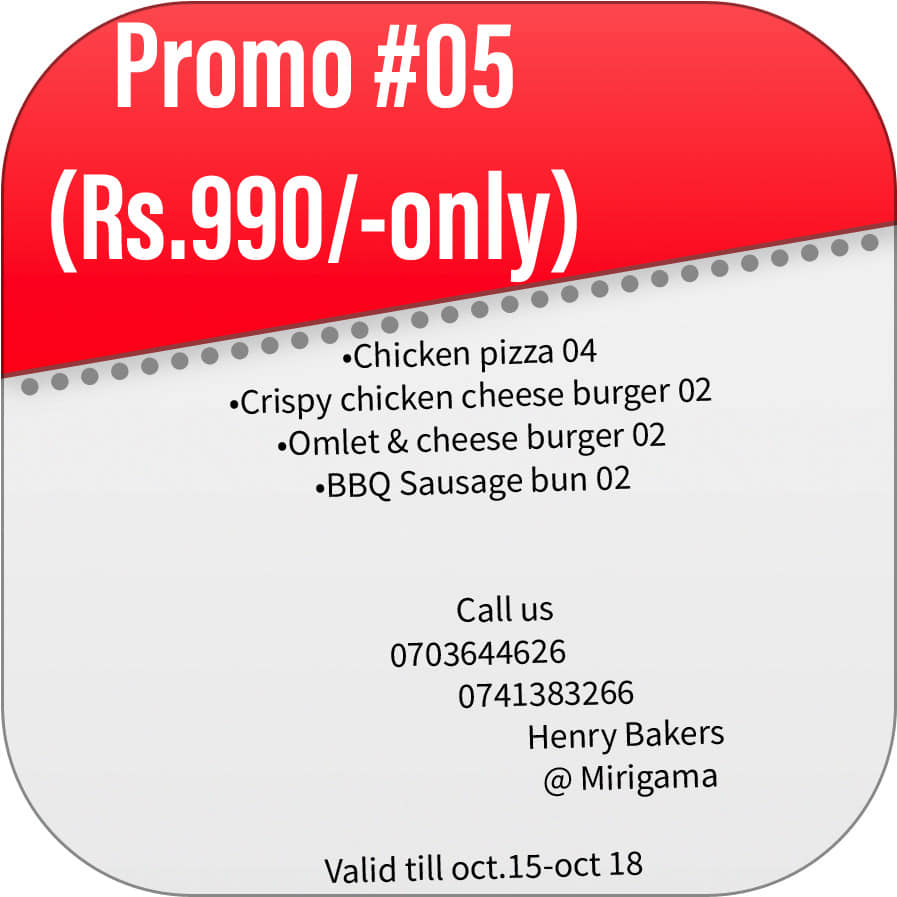 Promo #05
(Rs.990/-only)
•Chicken pizza 04
•Crispy chicken cheese burger 02
•Omlet & cheese burger 02
•BBQ Sausage bun 02
Call us
0703644626
0741383266
Henry Bakers
@ Mirigama
Valid till oct.15-oct 18